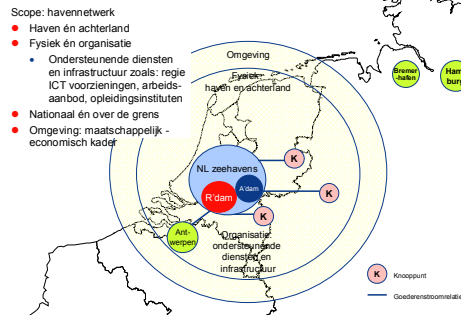 Scope: havennetwerk
Haven én achterland
Fysiek én organisatie
Ondersteunende diensten
en infrastructuur zoals: regie
ICT voorzieningen, arbeids-
aanbod, opleidingsinstituten
Nationaal én over de grens
Omgeving: maatschappelijk -
economisch kader
Omgeving
Fysiek:
haven en achterland
Bremer
hafen
Ham
burg
NL zeehavens
K
A'dam
R'dam
K
K
Ant-
werpen
Organisatie:
ondersteunende
diensten en
infrastructuur
K
Knooppunt
Goederenstroomrelatie